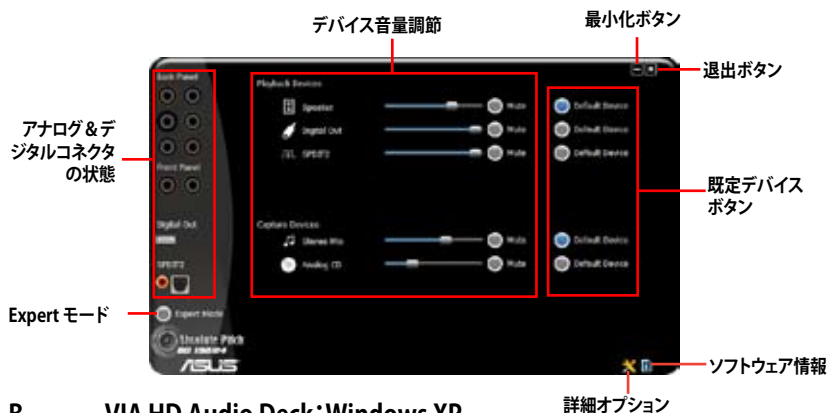 デバイス音量調節
最小化ボタン
退出ボタン
アナログ＆デ
ジタルコネクタ
の状態
Back Panel
Front Panel
Digital Out
SPDIF2
Playback Devices
Speaker Mute Default Device
Digital Out Mute Default Device
SPDIF2 Mute Default Device
Capture Devices
Stereo Mix Mute Default Device
Analog CD Mute Default Device
既定デバイス
ボタン
Expert モード
Expert Mode
Absolute Pitch
ASUS
ソフトウェア情報
詳細オプション
B. VIA HD Audio Deck：Windows XP